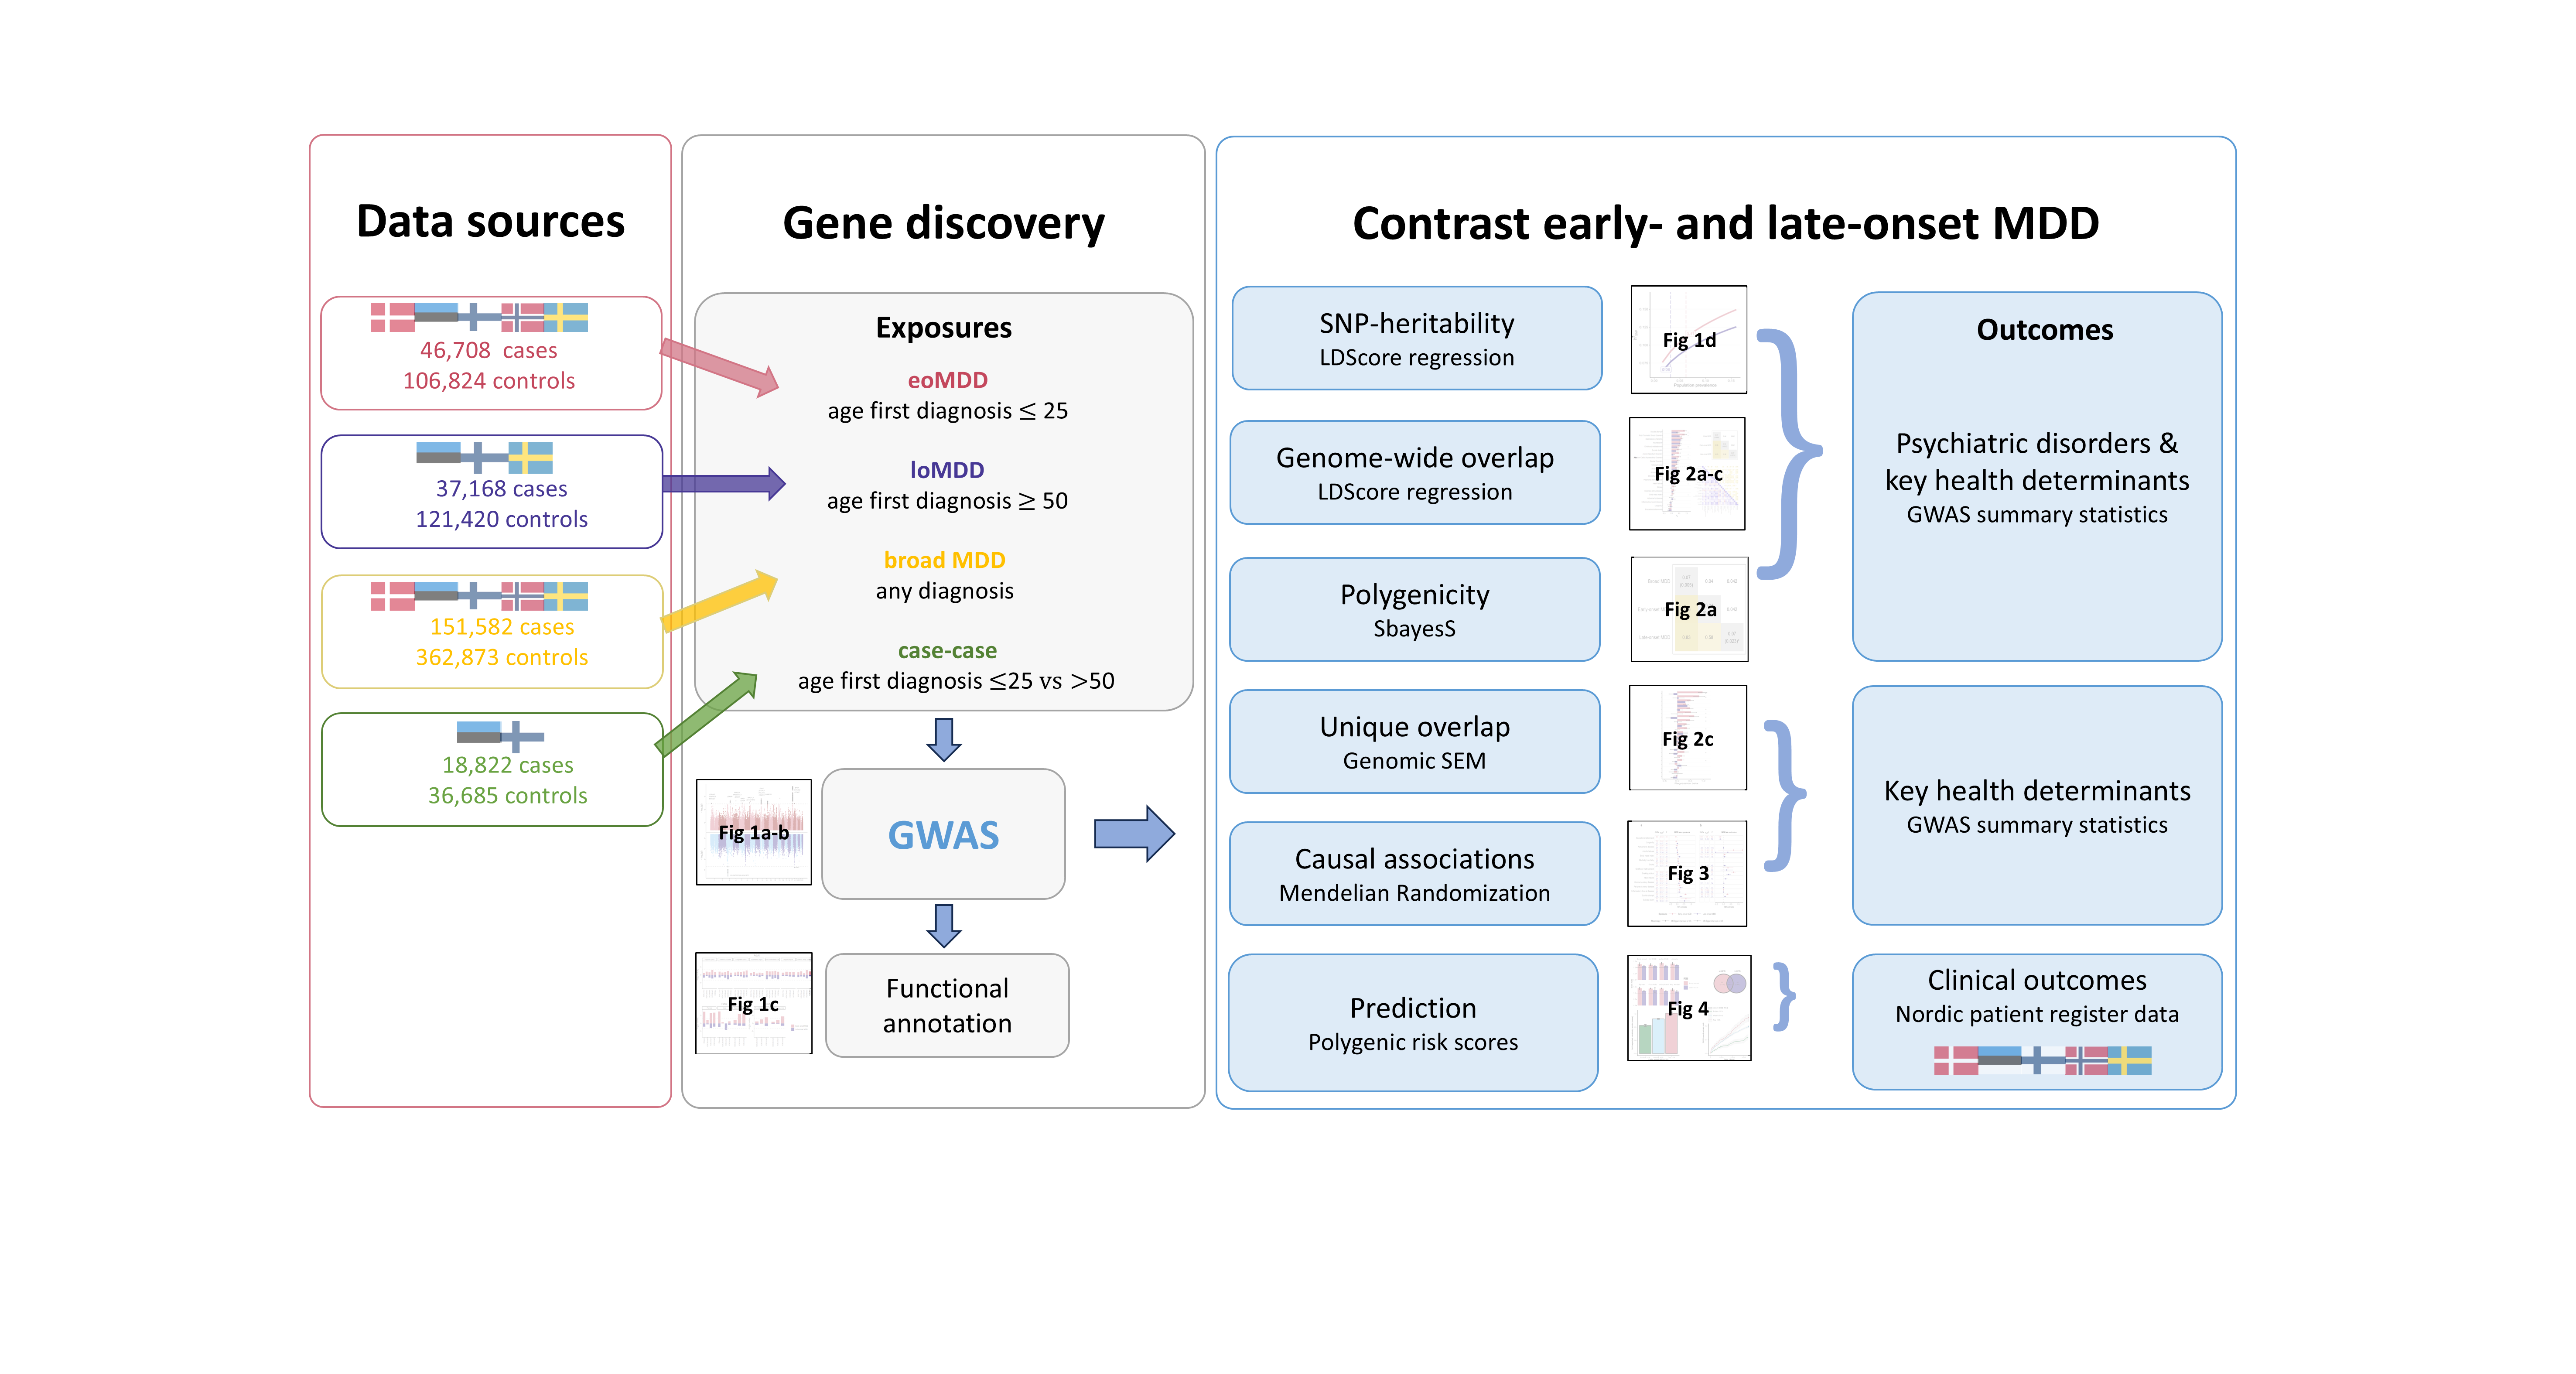 Data sources
46,708 cases
106,824 controls
37,168 cases
121,420 controls
151,582 cases
362,873 controls
18,822 cases
36,685 controls
Gene discovery
Exposures
eoMDD
age first diagnosis ≤ 25
loMDD
age first diagnosis ≥ 50
broad MDD
any diagnosis
case-case
age first diagnosis ≤25 vs >50
Fig 1a-b
GWAS
Fig 1c
Functional
annotation
Contrast early- and late-onset MDD
SNP-heritability
LDScore regression
Fig 1d
Genome-wide overlap
LDScore regression
Fig 2a-c
Polygenicity
SbayesS
Fig 2a
Outcomes
Psychiatric disorders &
key health determinants
GWAS summary statistics
Unique overlap
Genomic SEM
Fig 2c
Causal associations
Mendelian Randomization
Fig 3
Key health determinants
GWAS summary statistics
Prediction
Polygenic risk scores
Fig 4
Clinical outcomes
Nordic patient register data